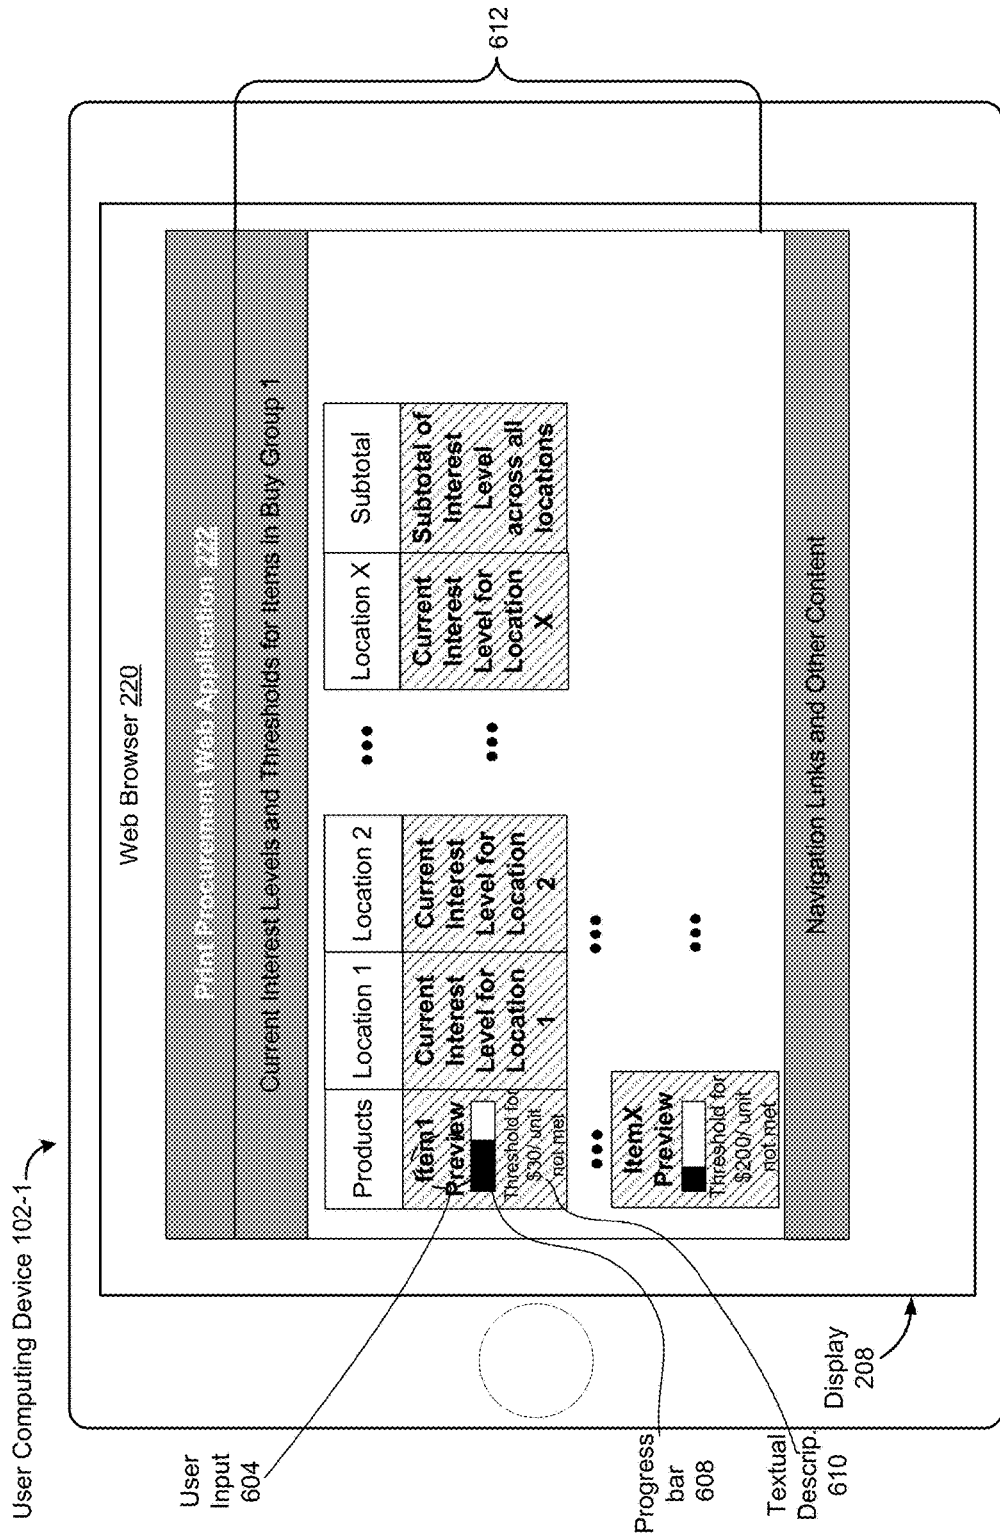 User Computing Device 102-1
612
Web Browser 220
Print Procurement Web Application 222
Current Interest Levels and Thresholds for Items in Buy Group 1
Products
Location 1
Location 2
•••
Location X
Subtotal
Item1
Preview
Threshold for
$30/ unit
not met
Current
Interest
Level for
Location
1
Current
Interest
Level for
Location
2
•••
Current
Interest
Level for
Location
X
Subtotal of
Interest
Level
across all
locations
•••
•••
ItemX
Preview
Threshold for
$200/ unit
not met
•••
Navigation Links and Other Content
User
Input
604
Progress
bar
608
Textual
Descrip.
610
Display
208